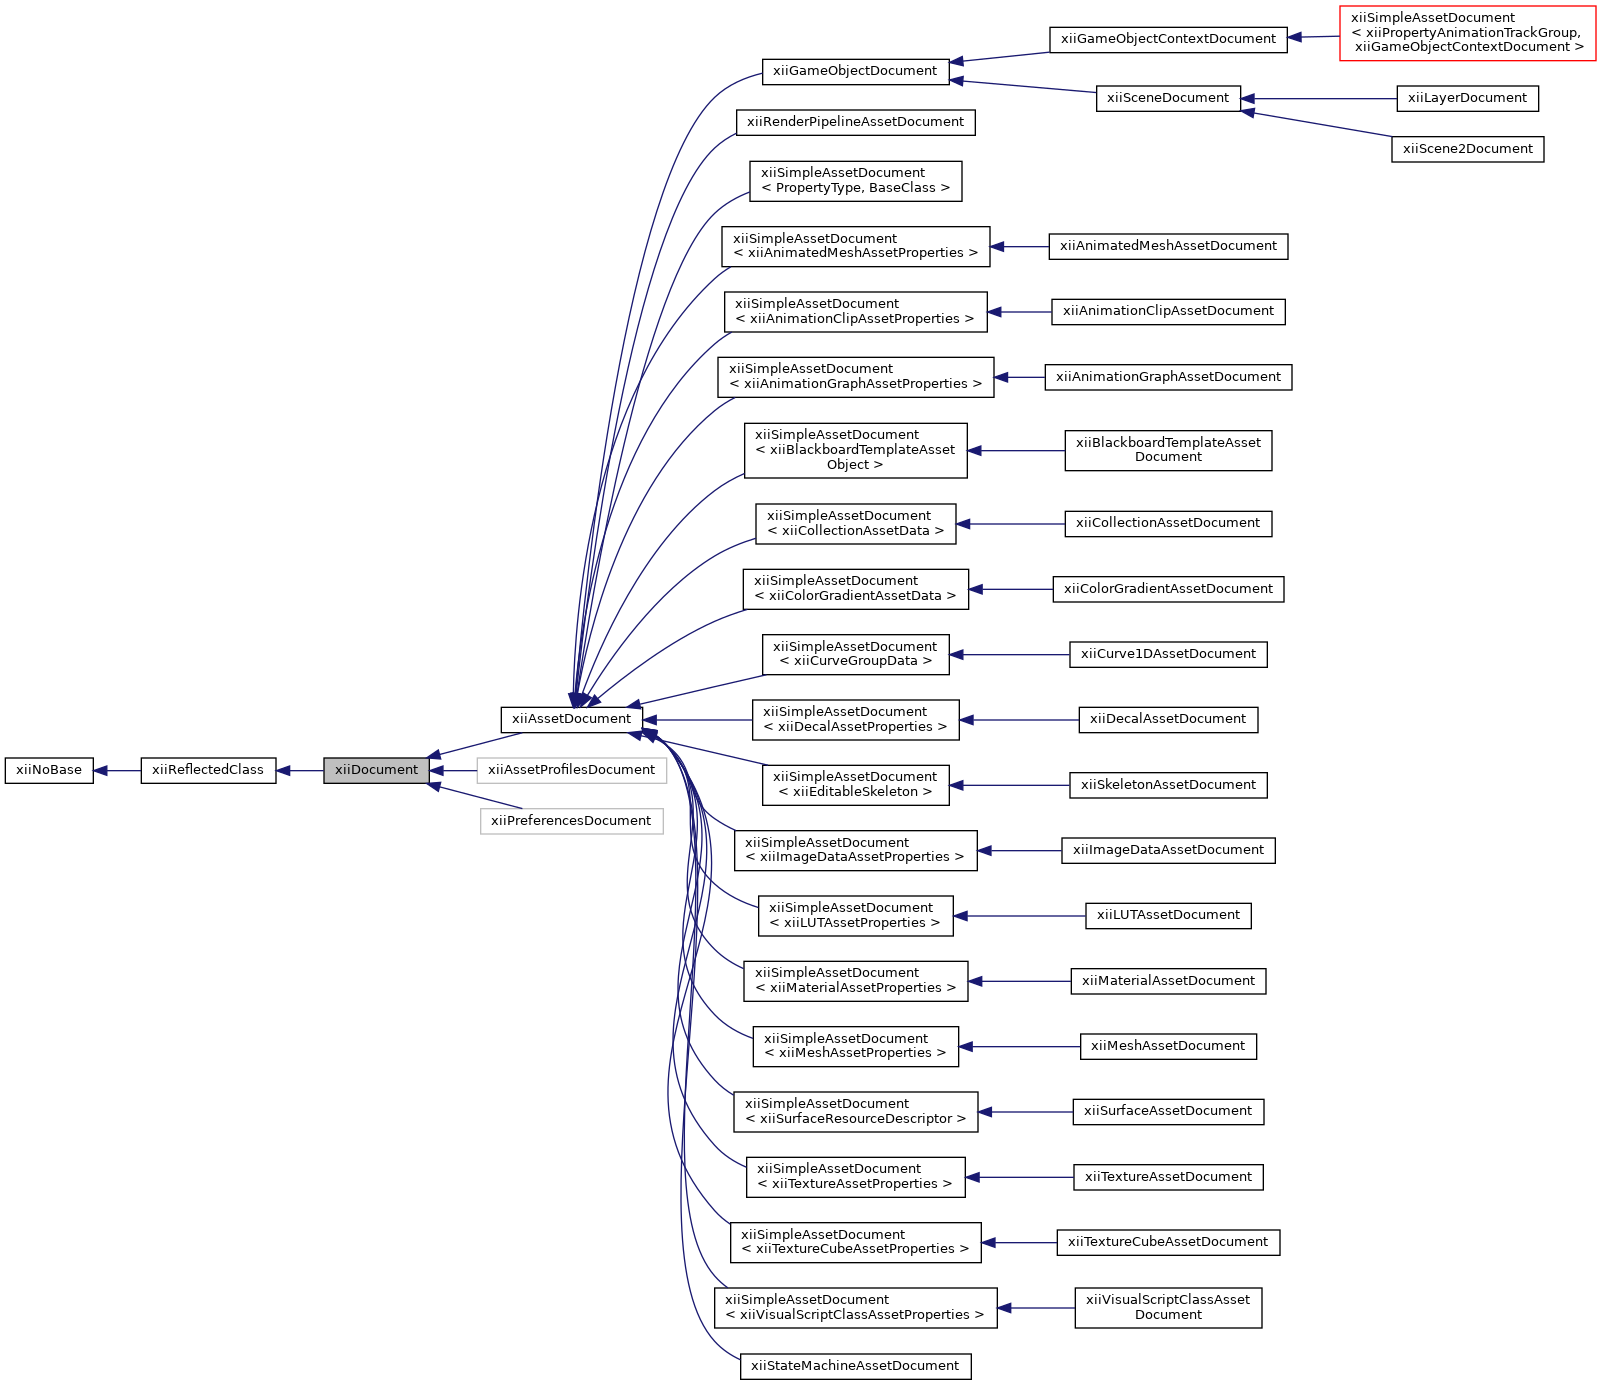 xiiNoBase
xiiReflectedClass
xiiDocument
xiiAssetDocument
xiiAssetProfilesDocument
xiiPreferencesDocument
xiiGameObjectDocument
xiiGameObjectContextDocument
xiiSimpleAssetDocument
< xiiPropertyAnimationTrackGroup,
xiiGameObjectContextDocument >
xiiSceneDocument
xiiLayerDocument
xiiScene2Document
xiiRenderPipelineAssetDocument
xiiSimpleAssetDocument
< PropertyType, BaseClass >
xiiSimpleAssetDocument
< xiiAnimatedMeshAssetProperties >
xiiAnimatedMeshAssetDocument
xiiSimpleAssetDocument
< xiiAnimationClipAssetProperties >
xiiAnimationClipAssetDocument
xiiSimpleAssetDocument
< xiiAnimationGraphAssetProperties >
xiiAnimationGraphAssetDocument
xiiSimpleAssetDocument
< xiiBlackboardTemplateAsset
Object >
xiiBlackboardTemplateAsset
Document
xiiSimpleAssetDocument
< xiiCollectionAssetData >
xiiCollectionAssetDocument
xiiSimpleAssetDocument
< xiiColorGradientAssetData >
xiiColorGradientAssetDocument
xiiSimpleAssetDocument
< xiiCurveGroupData >
xiiCurve1DAssetDocument
xiiSimpleAssetDocument
< xiiDecalAssetProperties >
xiiDecalAssetDocument
xiiSimpleAssetDocument
< xiiEditableSkeleton >
xiiSkeletonAssetDocument
xiiSimpleAssetDocument
< xiiImageDataAssetProperties >
xiiImageDataAssetDocument
xiiSimpleAssetDocument
< xiiLUTAssetProperties >
xiiLUTAssetDocument
xiiSimpleAssetDocument
< xiiMaterialAssetProperties >
xiiMaterialAssetDocument
xiiSimpleAssetDocument
< xiiMeshAssetProperties >
xiiMeshAssetDocument
xiiSimpleAssetDocument
< xiiSurfaceResourceDescriptor >
xiiSurfaceAssetDocument
xiiSimpleAssetDocument
< xiiTextureAssetProperties >
xiiTextureAssetDocument
xiiSimpleAssetDocument
< xiiTextureCubeAssetProperties >
xiiTextureCubeAssetDocument
xiiSimpleAssetDocument
< xiiVisualScriptClassAssetProperties >
xiiVisualScriptClassAsset
Document
xiiStateMachineAssetDocument